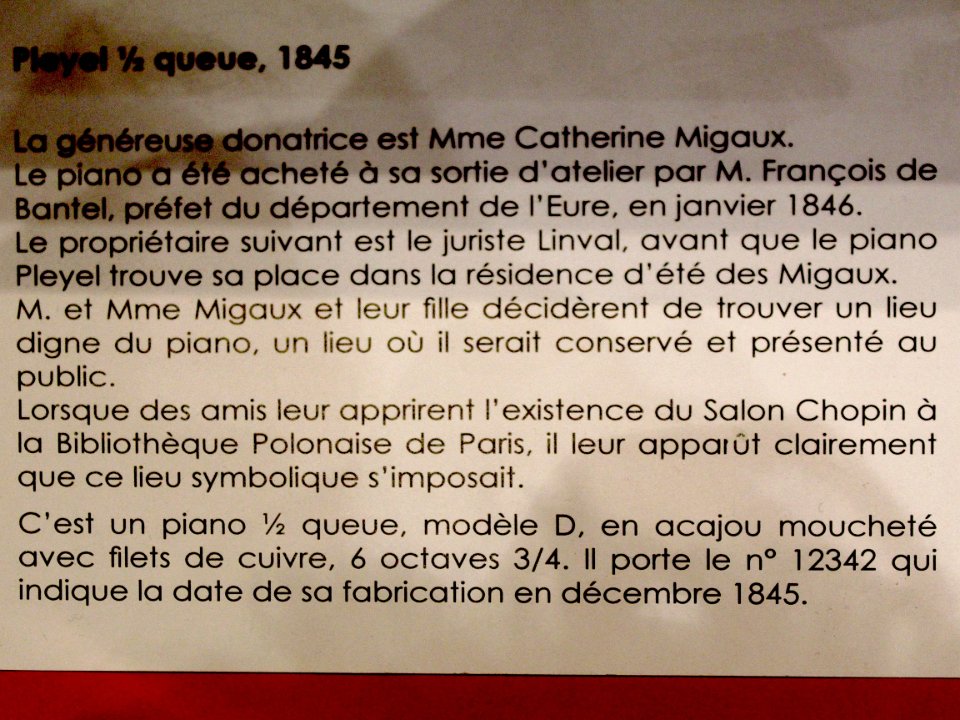 Pleyel ½ queue, 1845
La généreuse donatrice est Mme Catherine Migaux.
Le piano a été acheté à sa sortie d'atelier par M. François de
Bantel, préfet du département de l'Eure, en janvier 1846.
Le propriétaire suivant est le juriste Linval, avant que le piano
Pleyel trouve sa place dans la résidence d'été des Migaux.
M. et Mme Migaux et leur fille décidèrent de trouver un lieu
digne du piano, un lieu où il serait conservé et présenté au
public.
Lorsque des amis leur apprirent l'existence du Salon Chopin à
la Bibliothèque Polonaise de Paris, il leur apparût clairement
que ce lieu symbolique s'imposait.
C'est un piano ½ queue, modèle D, en acajou moucheté
avec filets de cuivre, 6 octaves 3/4. Il porte le n° 12342 qui
indique la date de sa fabrication en décembre 1845.